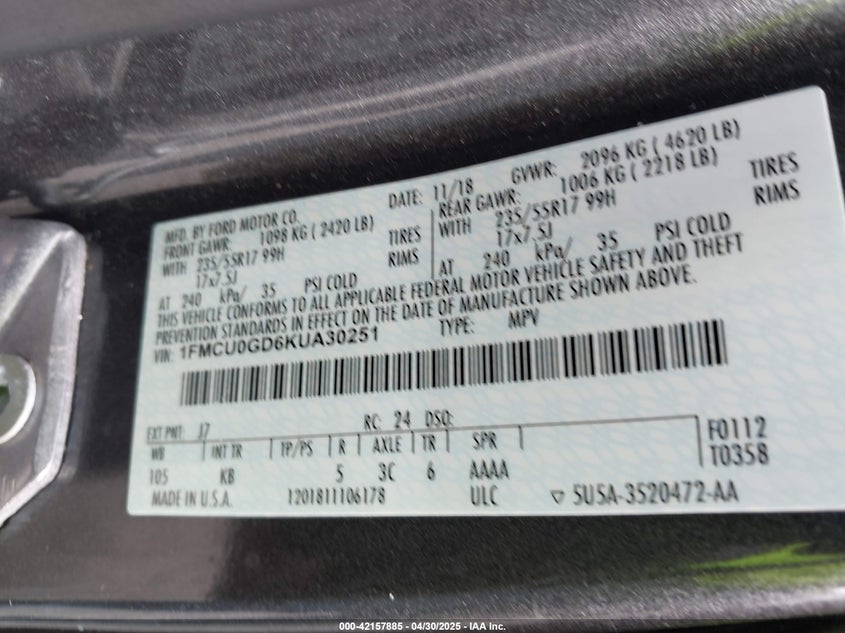 MFD. BY FORD MOTOR CO.
DATE: 11/18 GVWR: 2096 KG ( 4620 LB)
FRONT GAWR: 1098 KG ( 2420 LB)
REAR GAWR: 1006 KG ( 2218 LB)
WITH 235/55R17 99H TIRES
WITH 235/55R17 99H TIRES
17x7.5J RIMS
17x7.5J RIMS
AT 240 kPa/ 35 PSI COLD
AT 240 kPa/ 35 PSI COLD
THIS VEHICLE CONFORMS TO ALL APPLICABLE FEDERAL MOTOR VEHICLE SAFETY AND THEFT
PREVENTION STANDARDS IN EFFECT ON THE DATE OF MANUFACTURE SHOWN ABOVE.
VIN: 1FMCU0GD6KUA30251 TYPE: MPV
EXT PNT: J7 RC: 24 DSO:
WB INT TR TP/PS R AXLE TR SPR
F0112
105 KB 5 3C 6 AAAA
T0358
MADE IN U.S.A. 1201811106178 ULC ▽ 5U5A-3520472-AA
000-42157885 - 04/30/2025 - IAA Inc.